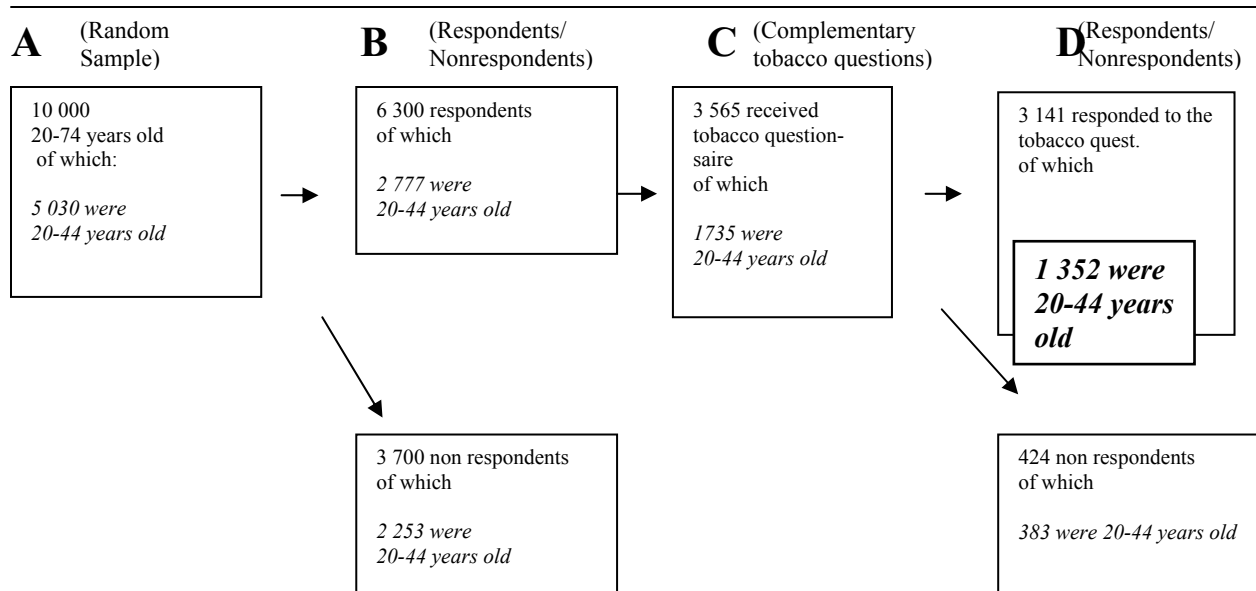 A
(Random
Sample)
10 000
20-74 years old
of which:
5 030 were
20-44 years old
B
(Respondents/
Nonrespondents)
6 300 respondents
of which
2 777 were
20-44 years old
3 700 non respondents
of which
2 253 were
20-44 years old
C
(Complementary
tobacco questions)
3 565 received
tobacco question-
saire
of which
1735 were
20-44 years old
D
(Respondents/
Nonrespondents)
3 141 responded to the
tobacco quest.
of which
1 352 were
20-44 years
old
424 non respondents
of which
383 were 20-44 years old